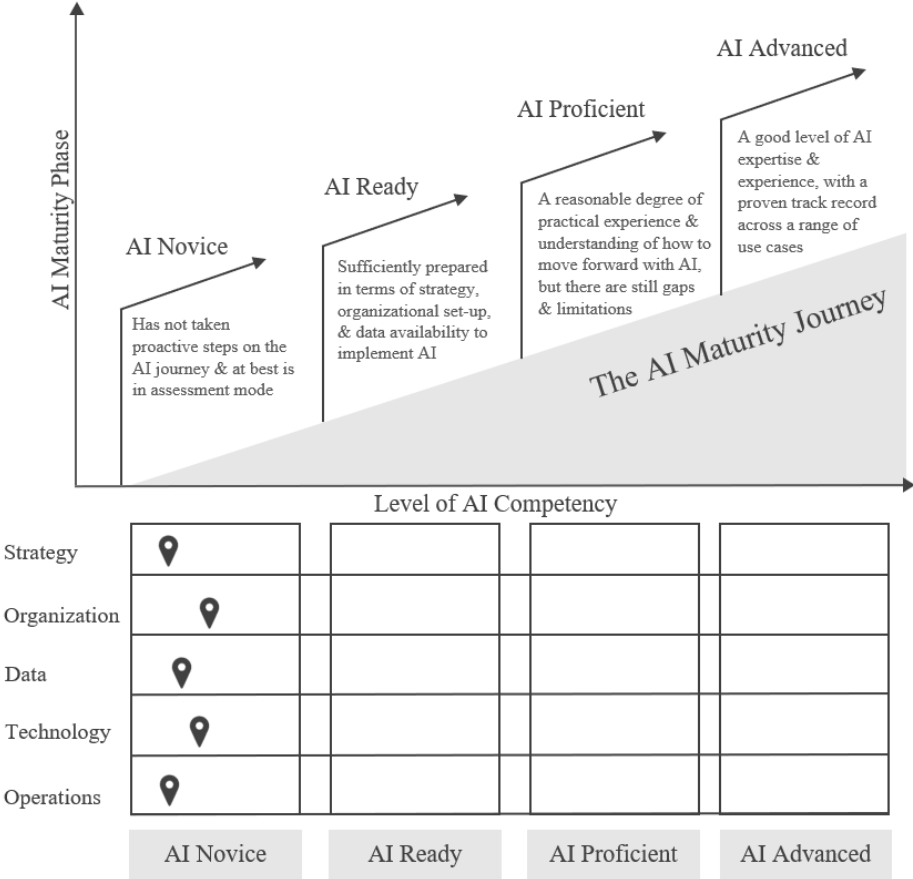 AI Advanced
A good level of AI
expertise &
experience, with a
proven track record
across a range of
use cases
AI Proficient
A reasonable degree of
practical experience &
understanding of how to
move forward with AI,
but there are still gaps
& limitations
AI Ready
Sufficiently prepared
in terms of strategy,
organizational set-up,
& data availability to
implement AI
AI Novice
Has not taken
proactive steps on the
AI journey & at best is
in assessment mode
AI Maturity Phase
The AI Maturity Journey
Level of AI Competency
Strategy
Organization
Data
Technology
Operations
AI Novice
AI Ready
AI Proficient
AI Advanced